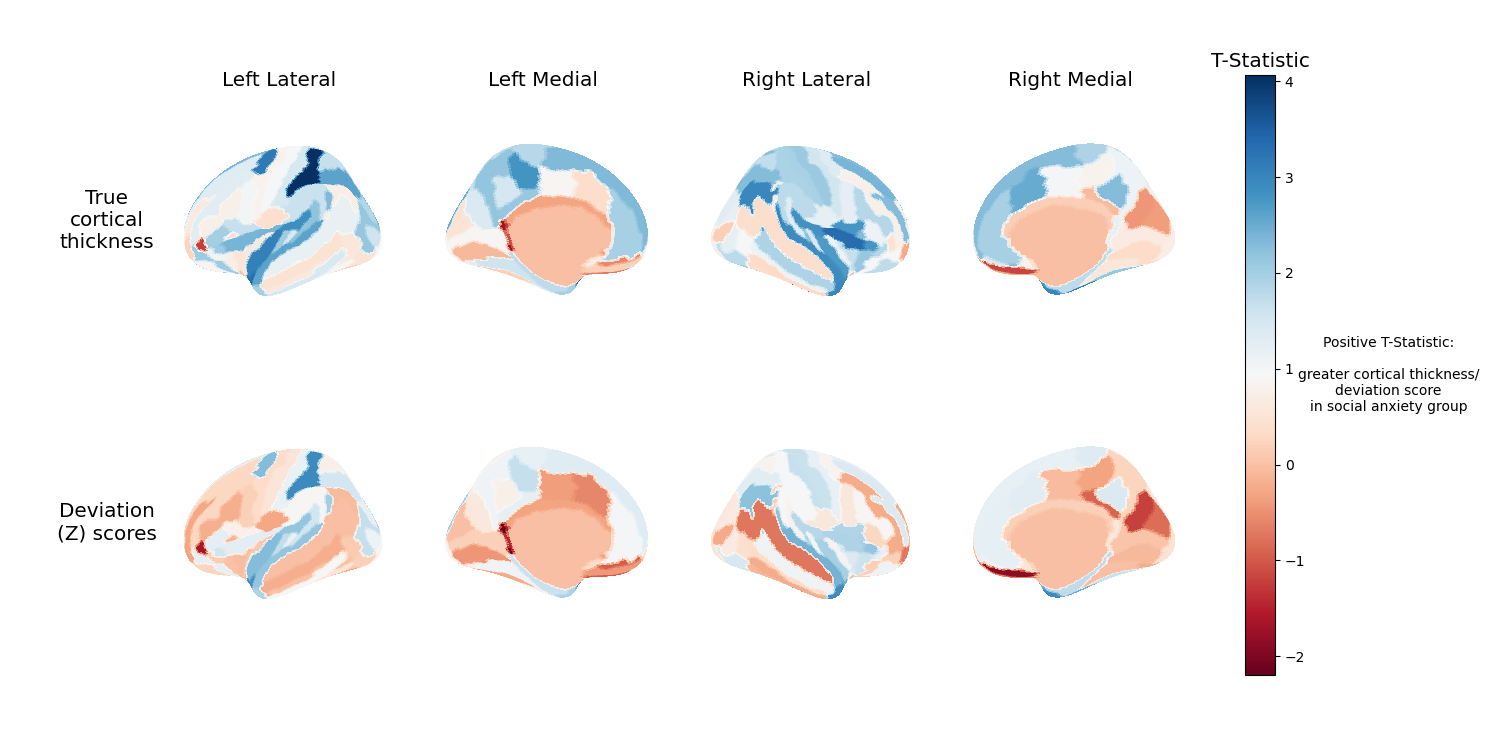 T-Statistic
Left Lateral
Left Medial
Right Lateral
Right Medial
4
3
2
1
0
−1
−2
True
cortical
thickness
Positive T-Statistic:
greater cortical thickness/
deviation score
in social anxiety group
Deviation
(Z) scores